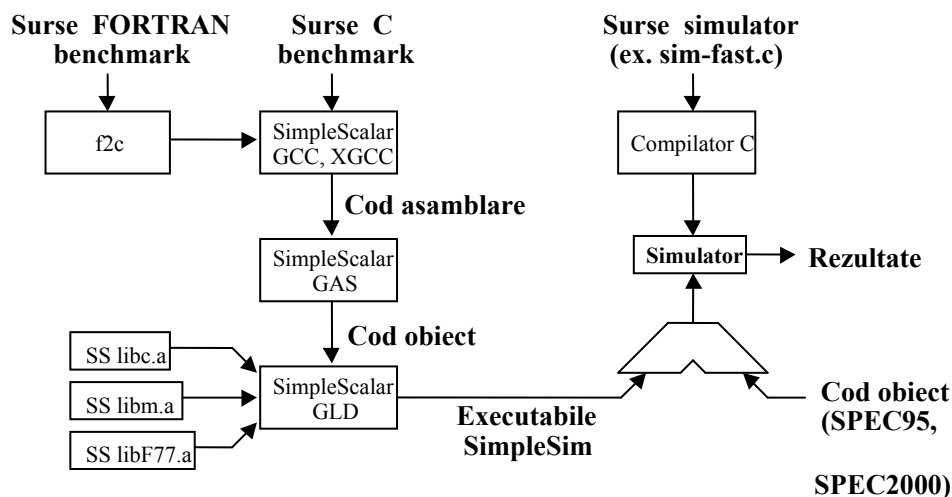 Surse FORTRAN
benchmark
Surse C
benchmark
Surse simulator
(ex. sim-fast.c)
f2c
SimpleScalar
GCC, XGCC
Compilator C
Cod asamblare
SimpleScalar
GAS
Simulator
Rezultate
Cod obiect
SS libc.a
SS libm.a
SS libF77.a
SimpleScalar
GLD
Executabile
SimpleSim
Cod obiect
(SPEC95,
SPEC2000)